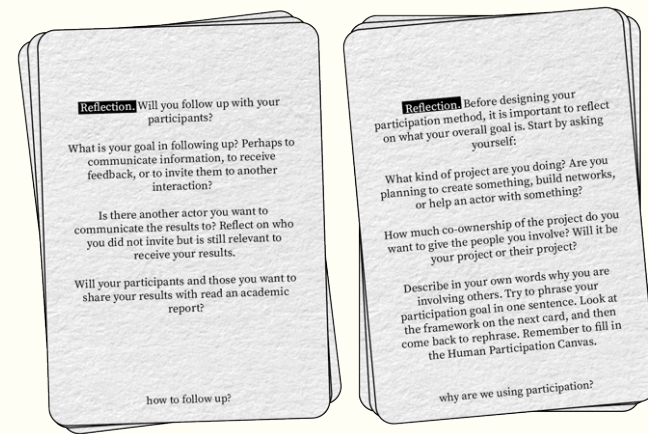 Reflection. Will you follow up with your
participants?
What is your goal in following up? Perhaps to
communicate information, to receive
feedback, or to invite them to another
interaction?
Is there another actor you want to
communicate the results to? Reflect on who
you did not invite but is still relevant to
receive your results.
Will your participants and those you want to
share your results with read an academic
report?
how to follow up?
Reflection. Before designing your
participation method, it is important to reflect
on what your overall goal is. Start by asking
yourself:
What kind of project are you doing? Are you
planning to create something, build networks,
or help an actor with something?
How much co-ownership of the project do you
want to give the people you involve? Will it be
your project or their project?
Describe in your own words why you are
involving others. Try to phrase your
participation goal in one sentence. Look at
the framework on the next card, and then
come back to rephrase. Remember to fill in
the Human Participation Canvas.
why are we using participation?